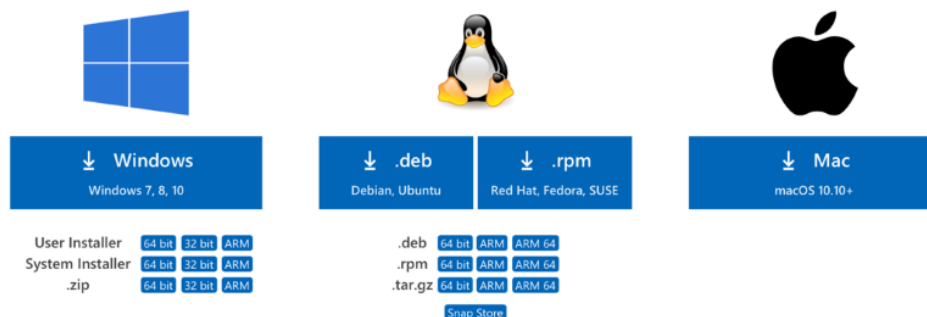 Windows
Windows 7, 8, 10
User Installer 64 bit 32 bit ARM
System Installer 64 bit 32 bit ARM
.zip 64 bit 32 bit ARM
.deb
Debian, Ubuntu
.rpm
Red Hat, Fedora, SUSE
.deb 64 bit ARM ARM 64
.rpm 64 bit ARM ARM 64
.tar.gz 64 bit ARM ARM 64
Snap Store
Mac
macOS 10.10+